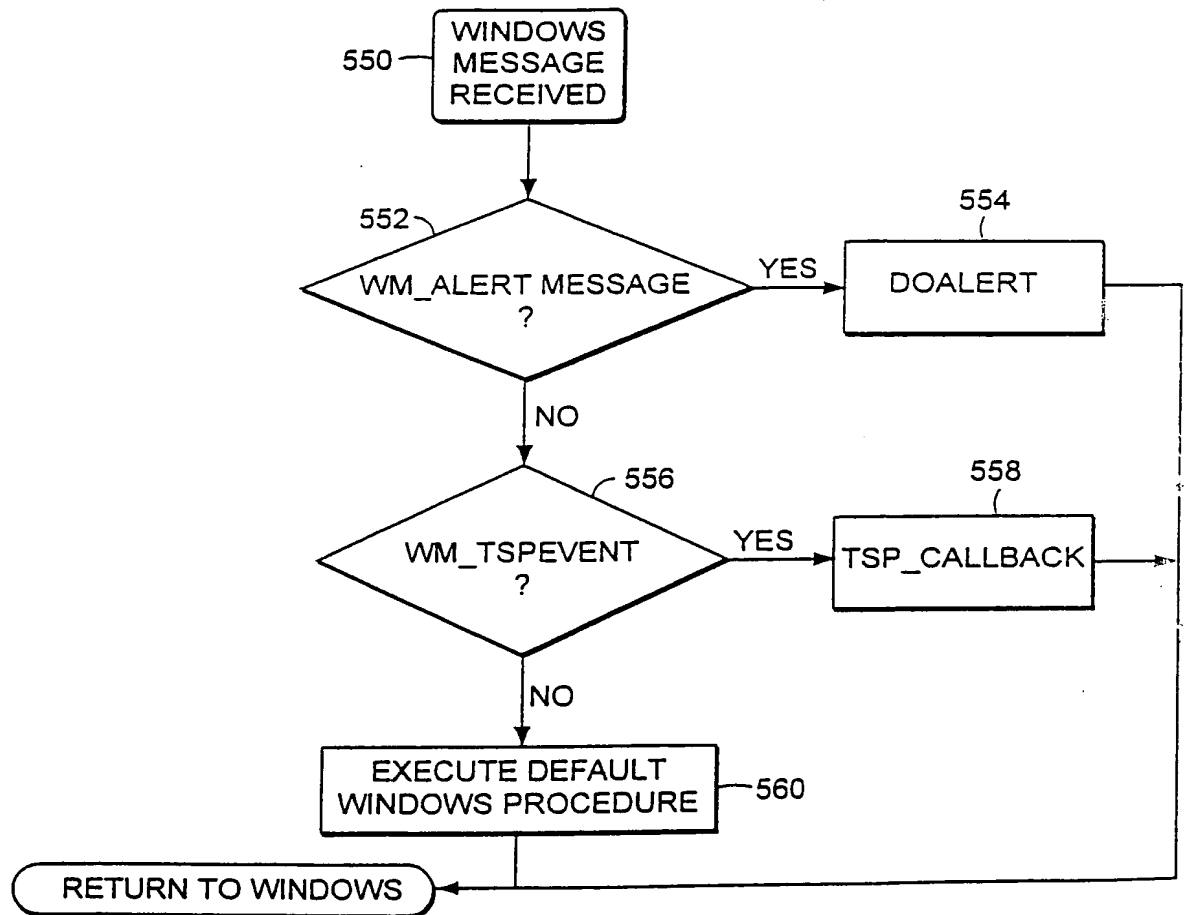 550
WINDOWS
MESSAGE
RECEIVED
552
WM_ALERT MESSAGE
?
YES
554
DOALERT
NO
556
WM_TSPEVENT
?
YES
558
TSP_CALLBACK
NO
EXECUTE DEFAULT
WINDOWS PROCEDURE
560
RETURN TO WINDOWS